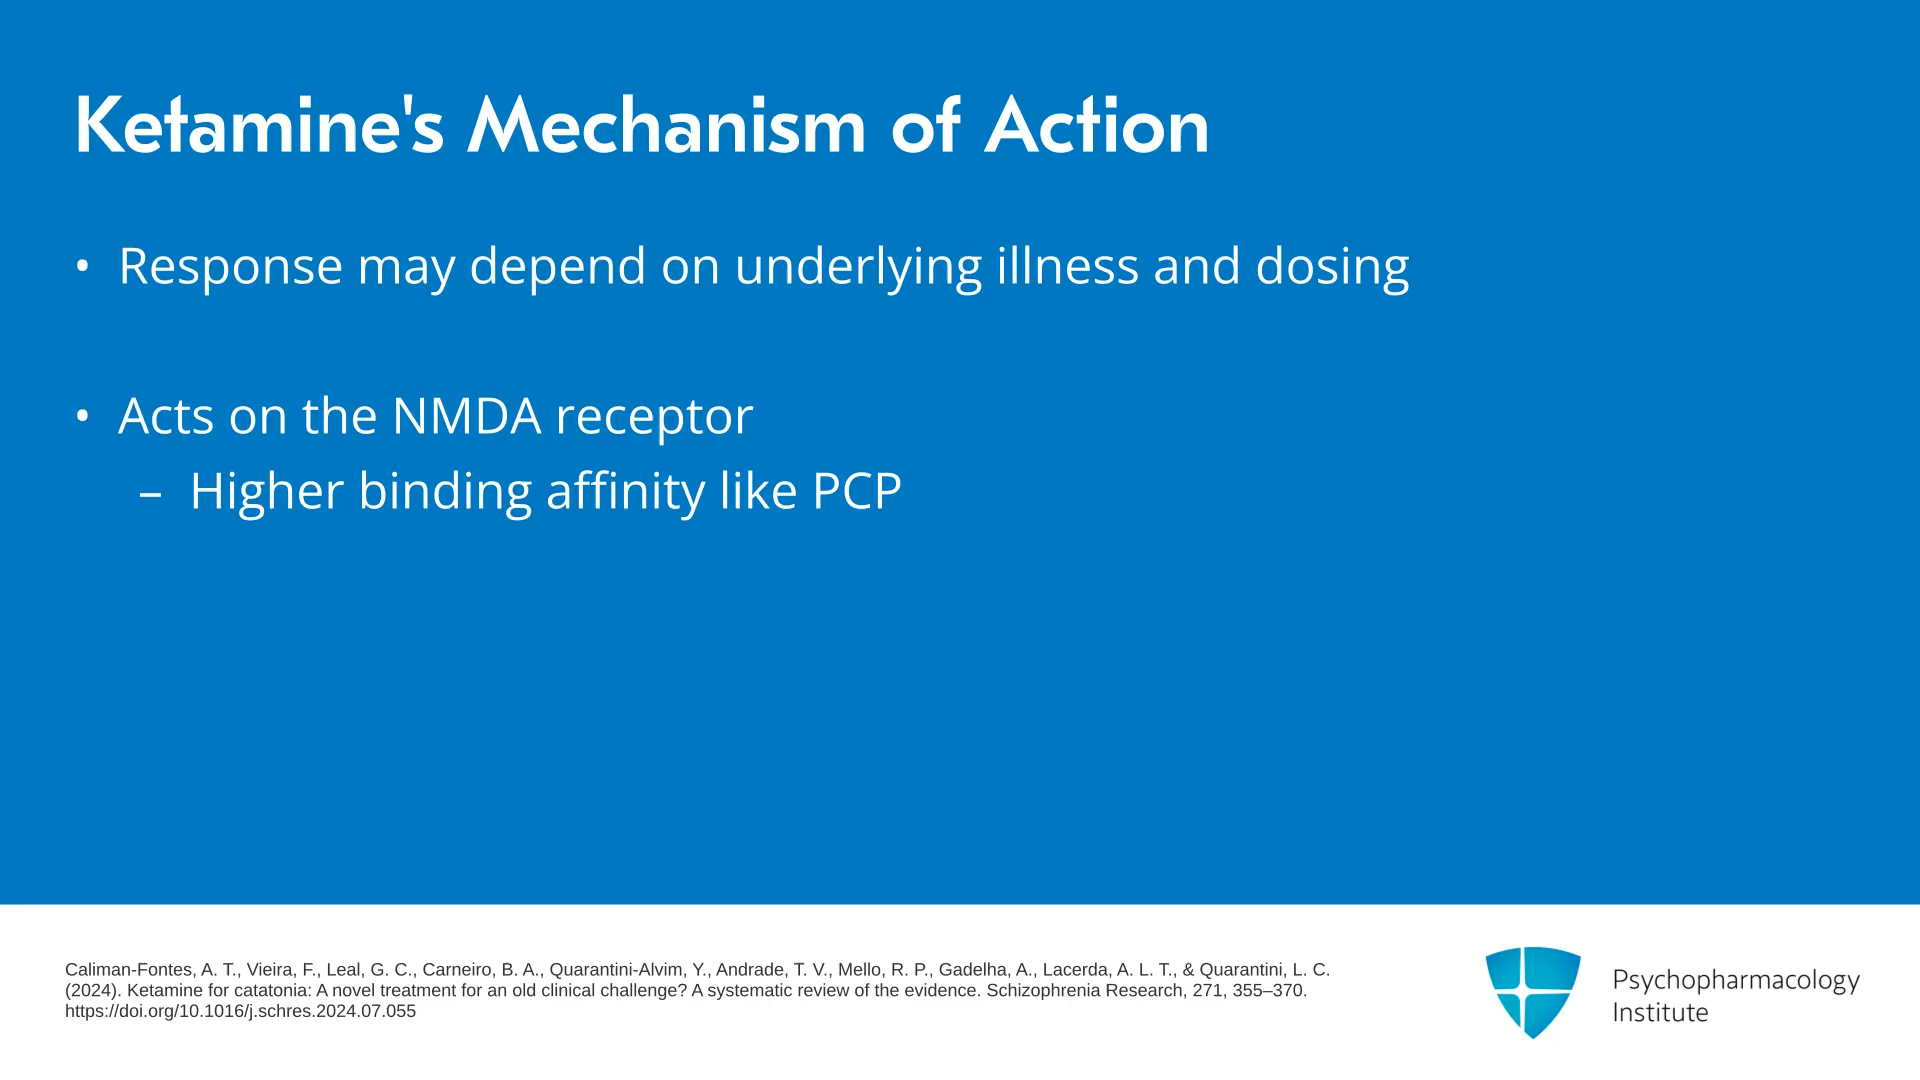 Ketamine's Mechanism of Action
• Response may depend on underlying illness and dosing
• Acts on the NMDA receptor
– Higher binding affinity like PCP
Caliman-Fontes, A. T., Vieira, F., Leal, G. C., Carneiro, B. A., Quarantini-Alvim, Y., Andrade, T. V., Mello, R. P., Gadelha, A., Lacerda, A. L. T., & Quarantini, L. C.
(2024). Ketamine for catatonia: A novel treatment for an old clinical challenge? A systematic review of the evidence. Schizophrenia Research, 271, 355–370.
https://doi.org/10.1016/j.schres.2024.07.055
Psychopharmacology
Institute